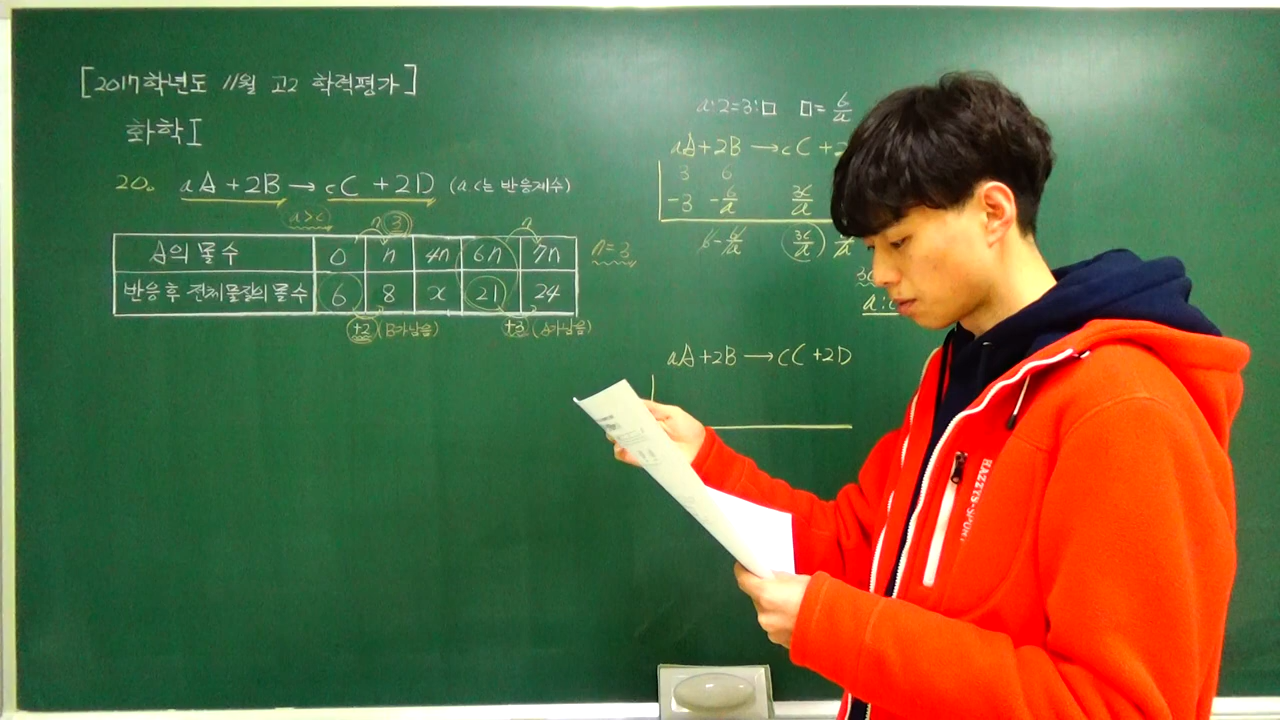 [2017학년도 11월 고2 학력평가]
화학I
20. aA + 2B → cC + 2D (a, c는 반응계수)
a>c
n 3 n
A의 몰수 0 n 4n 6n 7n
반응 후 전체 물질의 몰수 6 8 x 21 24
n=3
+2 (B가 남음) +3 (A가 남음)
a:2=3:□ □= 6/a
aA+2B → cC + 2
3 6
-3 -6/a 3c/a
6-6/a 3c/a
3c
a:c
aA+2B → cC +2D
HAZZYS·SPORT